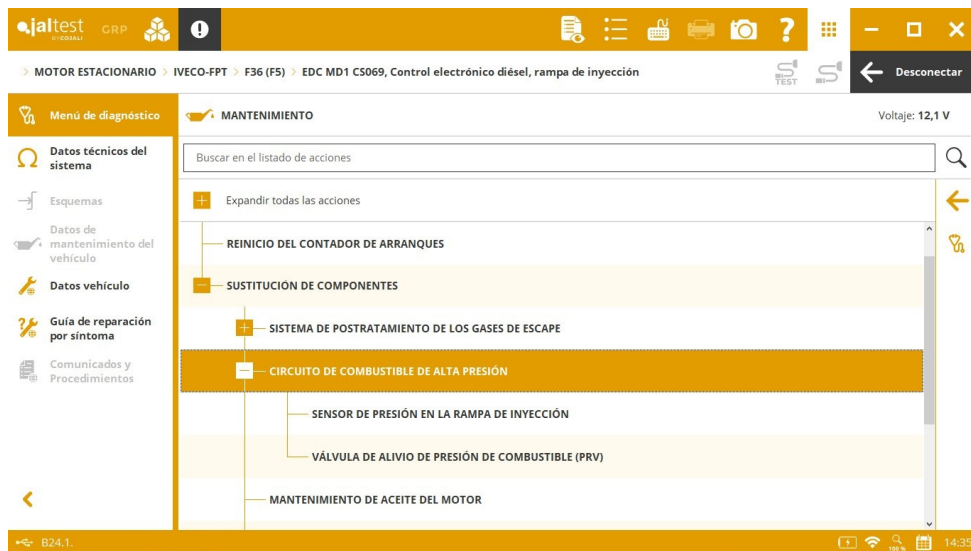 jaltest GRP
BY COJALI
> MOTOR ESTACIONARIO > IVECO-FPT > F36 (F5) > EDC MD1 CS069, Control electrónico diésel, rampa de inyección
TEST
Desconectar
Menú de diagnóstico
MANTENIMIENTO
Voltaje: 12,1 V
Datos técnicos del
sistema
Esquemas
Datos de
mantenimiento del
vehículo
Datos vehículo
Guía de reparación
por síntoma
Comunicados y
Procedimientos
Buscar en el listado de acciones
Expandir todas las acciones
REINICIO DEL CONTADOR DE ARRANQUES
SUSTITUCIÓN DE COMPONENTES
SISTEMA DE POSTRATAMIENTO DE LOS GASES DE ESCAPE
CIRCUITO DE COMBUSTIBLE DE ALTA PRESIÓN
SENSOR DE PRESIÓN EN LA RAMPA DE INYECCIÓN
VÁLVULA DE ALIVIO DE PRESIÓN DE COMBUSTIBLE (PRV)
MANTENIMIENTO DE ACEITE DEL MOTOR
B24.1.
100 %
14:35